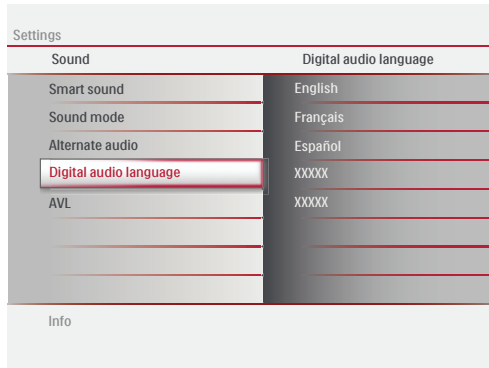 Settings
Sound
Digital audio language
Smart sound
English
Sound mode
Français
Alternate audio
Español
Digital audio language
XXXXX
AVL
XXXXX
Info